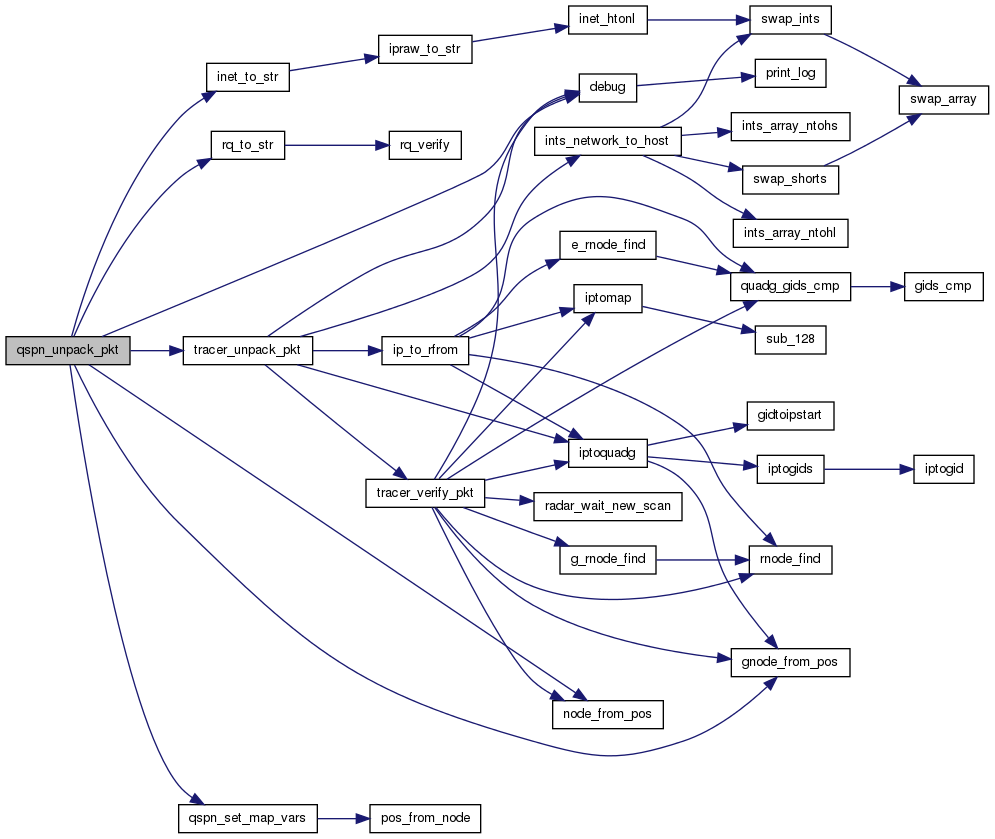 inet_htonl
swap_ints
ipraw_to_str
inet_to_str
print_log
debug
swap_array
ints_array_ntohs
ints_network_to_host
rq_to_str
rq_verify
swap_shorts
ints_array_ntohl
e_rnode_find
quadg_gids_cmp
gids_cmp
iptomap
sub_128
qspn_unpack_pkt
tracer_unpack_pkt
ip_to_rfrom
gidtoipstart
iptoquadg
iptogids
iptogid
tracer_verify_pkt
radar_wait_new_scan
g_rnode_find
rnode_find
gnode_from_pos
node_from_pos
qspn_set_map_vars
pos_from_node